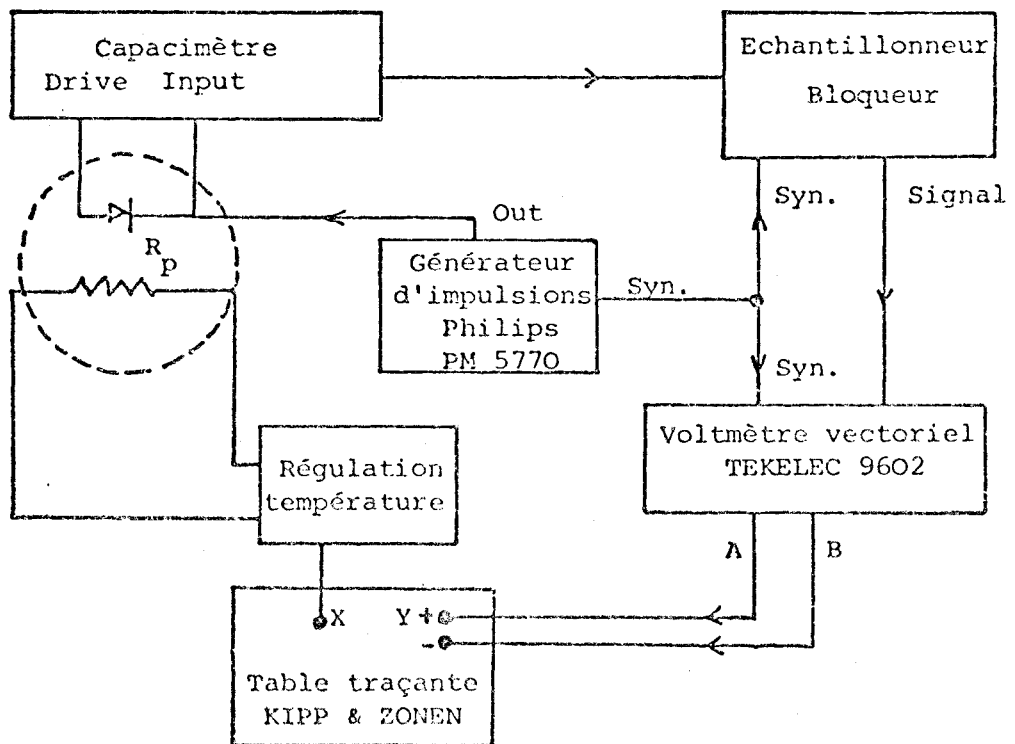 Capacimètre
Drive Input
Echantillonneur
Bloqueur
Syn.
Signal
Out
R
p
Générateur
d'impulsions
Philips
PM 5770
Syn.
Syn.
Voltmètre vectoriel
TEKELEC 9602
Régulation
température
A
B
X
Y +
-
Table traçante
KIPP & ZONEN